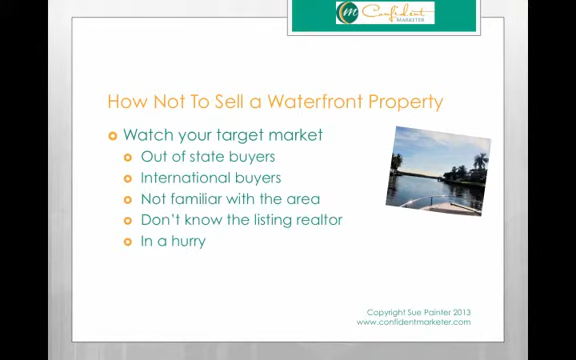 m Confident
MARKETER
How Not To Sell a Waterfront Property
Watch your target market
Out of state buyers
International buyers
Not familiar with the area
Don't know the listing realtor
In a hurry
Copyright Sue Painter 2013
www.confidentmarketer.com